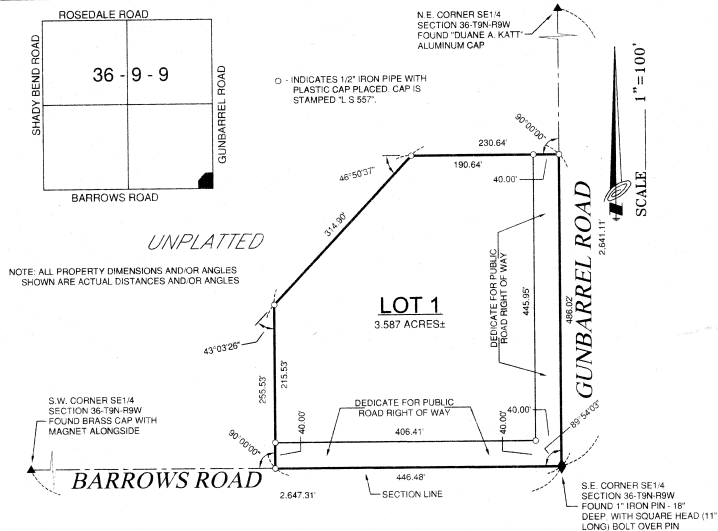 ROSEDALE ROAD
SHADY BEND ROAD
36 - 9 - 9
GUNBARREL ROAD
BARROWS ROAD
N.E. CORNER SE1/4
SECTION 36-T9N-R9W
FOUND "DUANE A. KATT"
ALUMINUM CAP
- INDICATES 1/2" IRON PIPE WITH
PLASTIC CAP PLACED. CAP IS
STAMPED "L S 557".
SCALE 1"=100'
90°00'00"
230.64'
190.64'
40.00'
46°50'37"
314.90'
UNPLATTED
NOTE: ALL PROPERTY DIMENSIONS AND/OR ANGLES
SHOWN ARE ACTUAL DISTANCES AND/OR ANGLES
LOT 1
3.587 ACRES±
DEDICATE FOR PUBLIC
ROAD RIGHT OF WAY
445.95'
486.02'
GUNBARREL ROAD
2,641.11'
43°03'26"
255.53'
215.53'
S.W. CORNER SE1/4
SECTION 36-T9N-R9W
FOUND BRASS CAP WITH
MAGNET ALONGSIDE
90°00'00"
40.00'
DEDICATE FOR PUBLIC
ROAD RIGHT OF WAY
406.41'
40.00'
40.00'
89°54'03"
BARROWS ROAD
446.48'
2,647.31'
SECTION LINE
S.E. CORNER SE1/4
SECTION 36-T9N-R9W
FOUND 1" IRON PIN - 18"
DEEP. WITH SQUARE HEAD (11"
LONG) BOLT OVER PIN